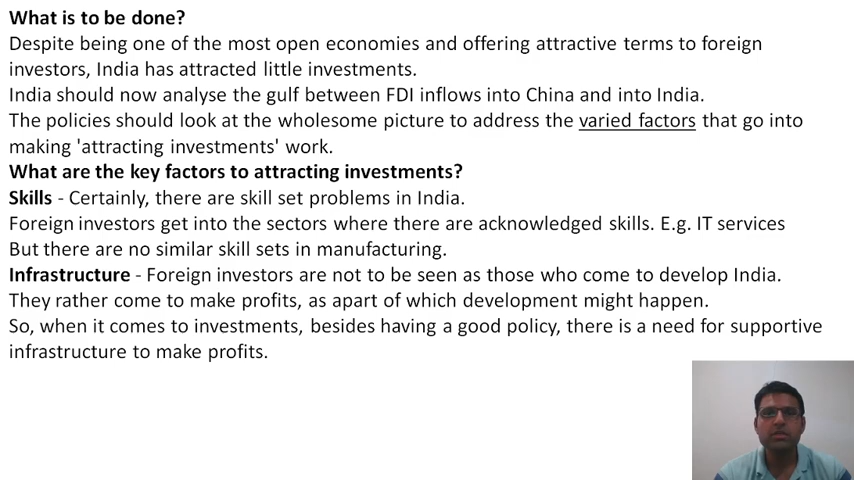 What is to be done?
Despite being one of the most open economies and offering attractive terms to foreign
investors, India has attracted little investments.
India should now analyse the gulf between FDI inflows into China and into India.
The policies should look at the wholesome picture to address the varied factors that go into
making 'attracting investments' work.
What are the key factors to attracting investments?
Skills - Certainly, there are skill set problems in India.
Foreign investors get into the sectors where there are acknowledged skills. E.g. IT services
But there are no similar skill sets in manufacturing.
Infrastructure - Foreign investors are not to be seen as those who come to develop India.
They rather come to make profits, as apart of which development might happen.
So, when it comes to investments, besides having a good policy, there is a need for supportive
infrastructure to make profits.